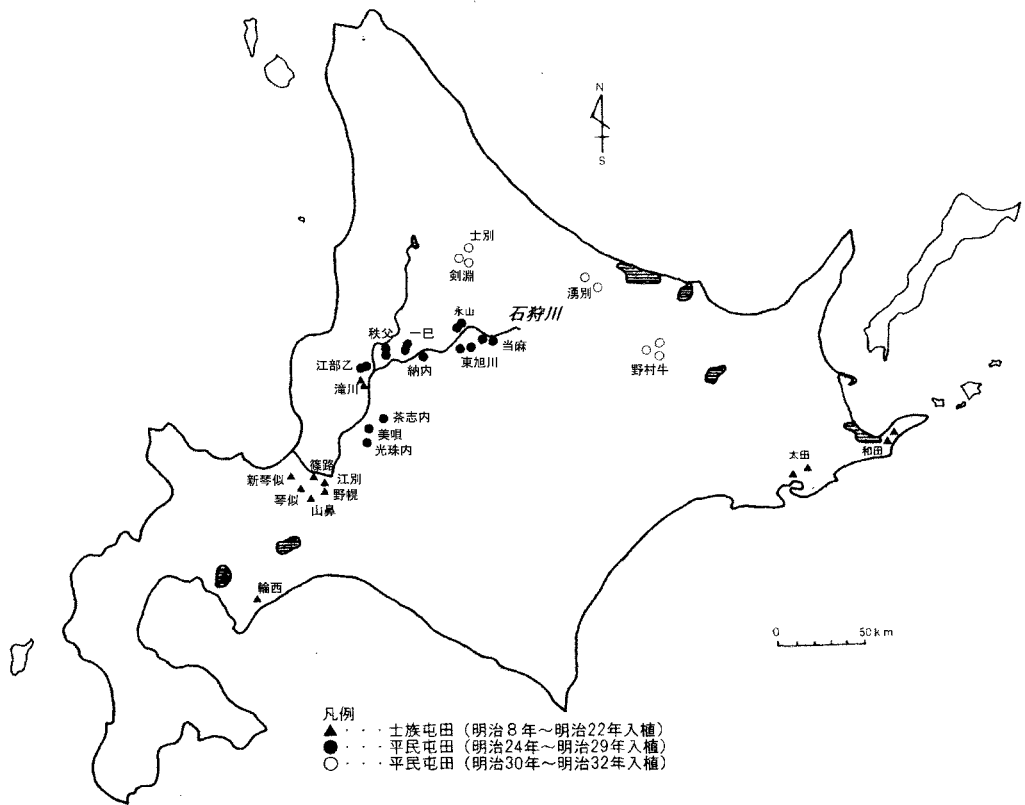 N
S
士別
剣淵
湧別
永山
石狩川
秩父
一巳
当麻
東旭川
納内
江部乙
滝川
野村牛
茶志内
美唄
光珠内
太田
和田
篠路
新琴似
江別
琴似
野幌
山鼻
輪西
0 50km
凡例
▲・・・士族屯田(明治8年～明治22年入植)
●・・・平民屯田(明治24年～明治29年入植)
○・・・平民屯田(明治30年～明治32年入植)